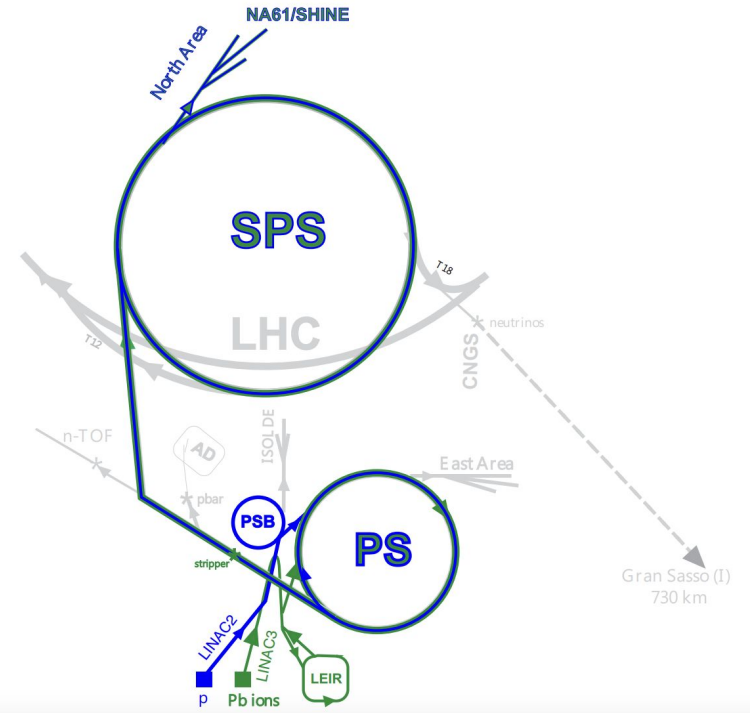 NA61/SHINE
North Area
SPS
T18
LHC
neutrinos
T12
CNGS
ISOLDE
n-TOF
AD
East Area
pbar
PSB
PS
stripper
Gran Sasso (I)
730 km
LINAC2
LINAC3
LEIR
p
Pb ions